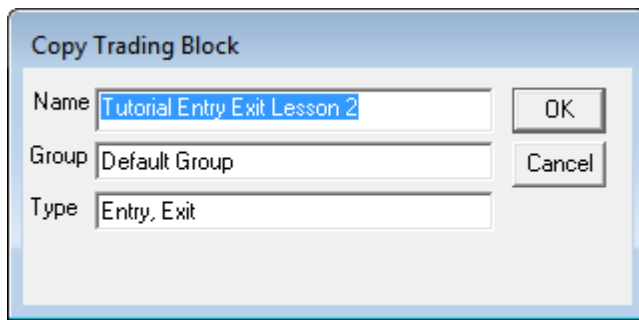 Copy Trading Block
Name Tutorial Entry Exit Lesson 2 OK
Group Default Group Cancel
Type Entry, Exit